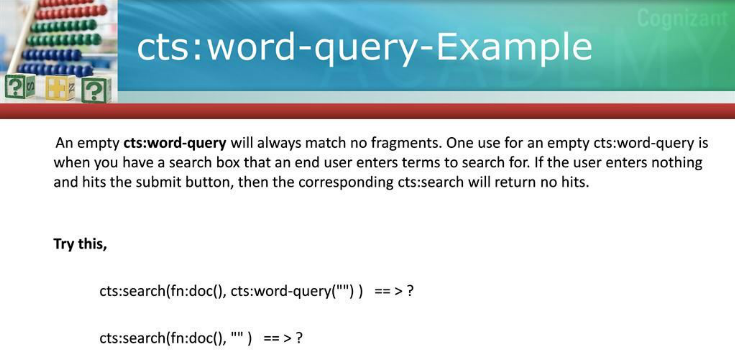 Cognizant
cts:word-query-Example
An empty cts:word-query will always match no fragments. One use for an empty cts:word-query is
when you have a search box that an end user enters terms to search for. If the user enters nothing
and hits the submit button, then the corresponding cts:search will return no hits.
Try this,
cts:search(fn:doc(), cts:word-query("") ) == > ?
cts:search(fn:doc(), "" ) == > ?